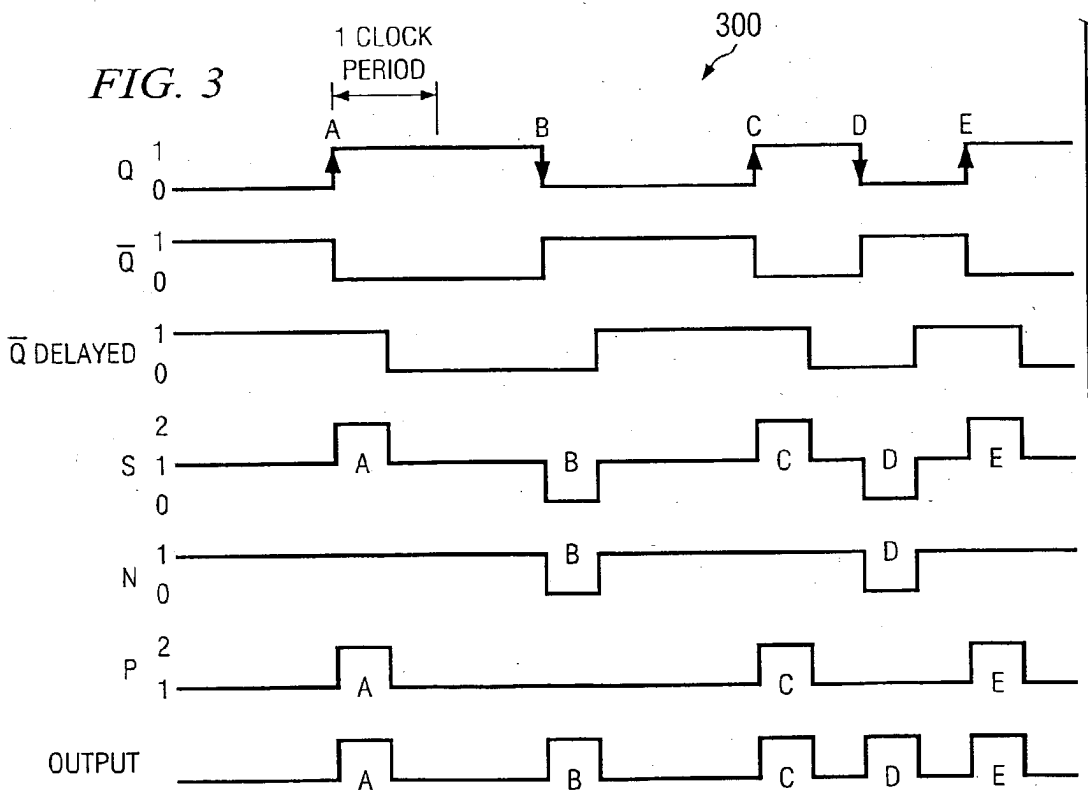 300
1 CLOCK
PERIOD
FIG. 3
A B C D E
Q 1 0
Q̅ 1 0
Q̅ DELAYED 1 0
S 2 1 0 A B C D E
N 1 0 B D
P 2 1 A C E
OUTPUT A B C D E